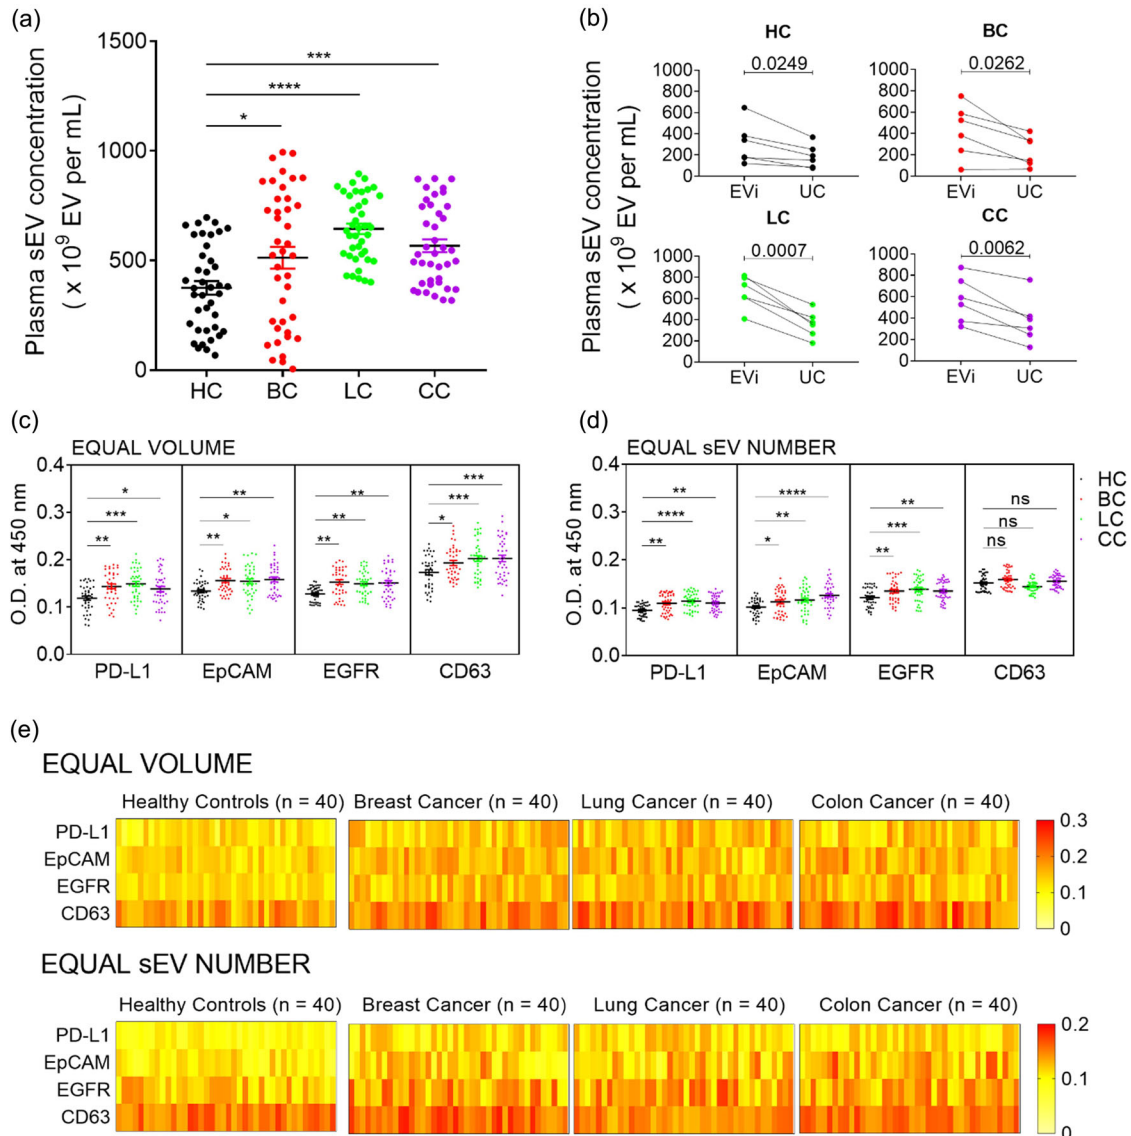 (a)
Plasma sEV concentration
( x 10⁹ EV per mL)
1500
1000
500
0
***
****
*
HC
BC
LC
CC
(b)
Plasma sEV concentration
( x 10⁹ EV per mL)
HC
0.0249
1000
800
600
400
200
0
EVi
UC
BC
0.0262
1000
800
600
400
200
0
EVi
UC
LC
0.0007
1000
800
600
400
200
0
EVi
UC
CC
0.0062
1000
800
600
400
200
0
EVi
UC
(c)
EQUAL VOLUME
O.D. at 450 nm
0.4
0.3
0.2
0.1
0.0
*
***
**
**
*
**
**
**
**
***
***
*
PD-L1
EpCAM
EGFR
CD63
(d)
EQUAL sEV NUMBER
O.D. at 450 nm
0.4
0.3
0.2
0.1
0.0
**
****
**
****
**
*
**
***
**
ns
ns
ns
PD-L1
EpCAM
EGFR
CD63
HC
BC
LC
CC
(e)
EQUAL VOLUME
Healthy Controls (n = 40)
Breast Cancer (n = 40)
Lung Cancer (n = 40)
Colon Cancer (n = 40)
PD-L1
EpCAM
EGFR
CD63
0.3
0.2
0.1
0
EQUAL sEV NUMBER
Healthy Controls (n = 40)
Breast Cancer (n = 40)
Lung Cancer (n = 40)
Colon Cancer (n = 40)
PD-L1
EpCAM
EGFR
CD63
0.2
0.1
0